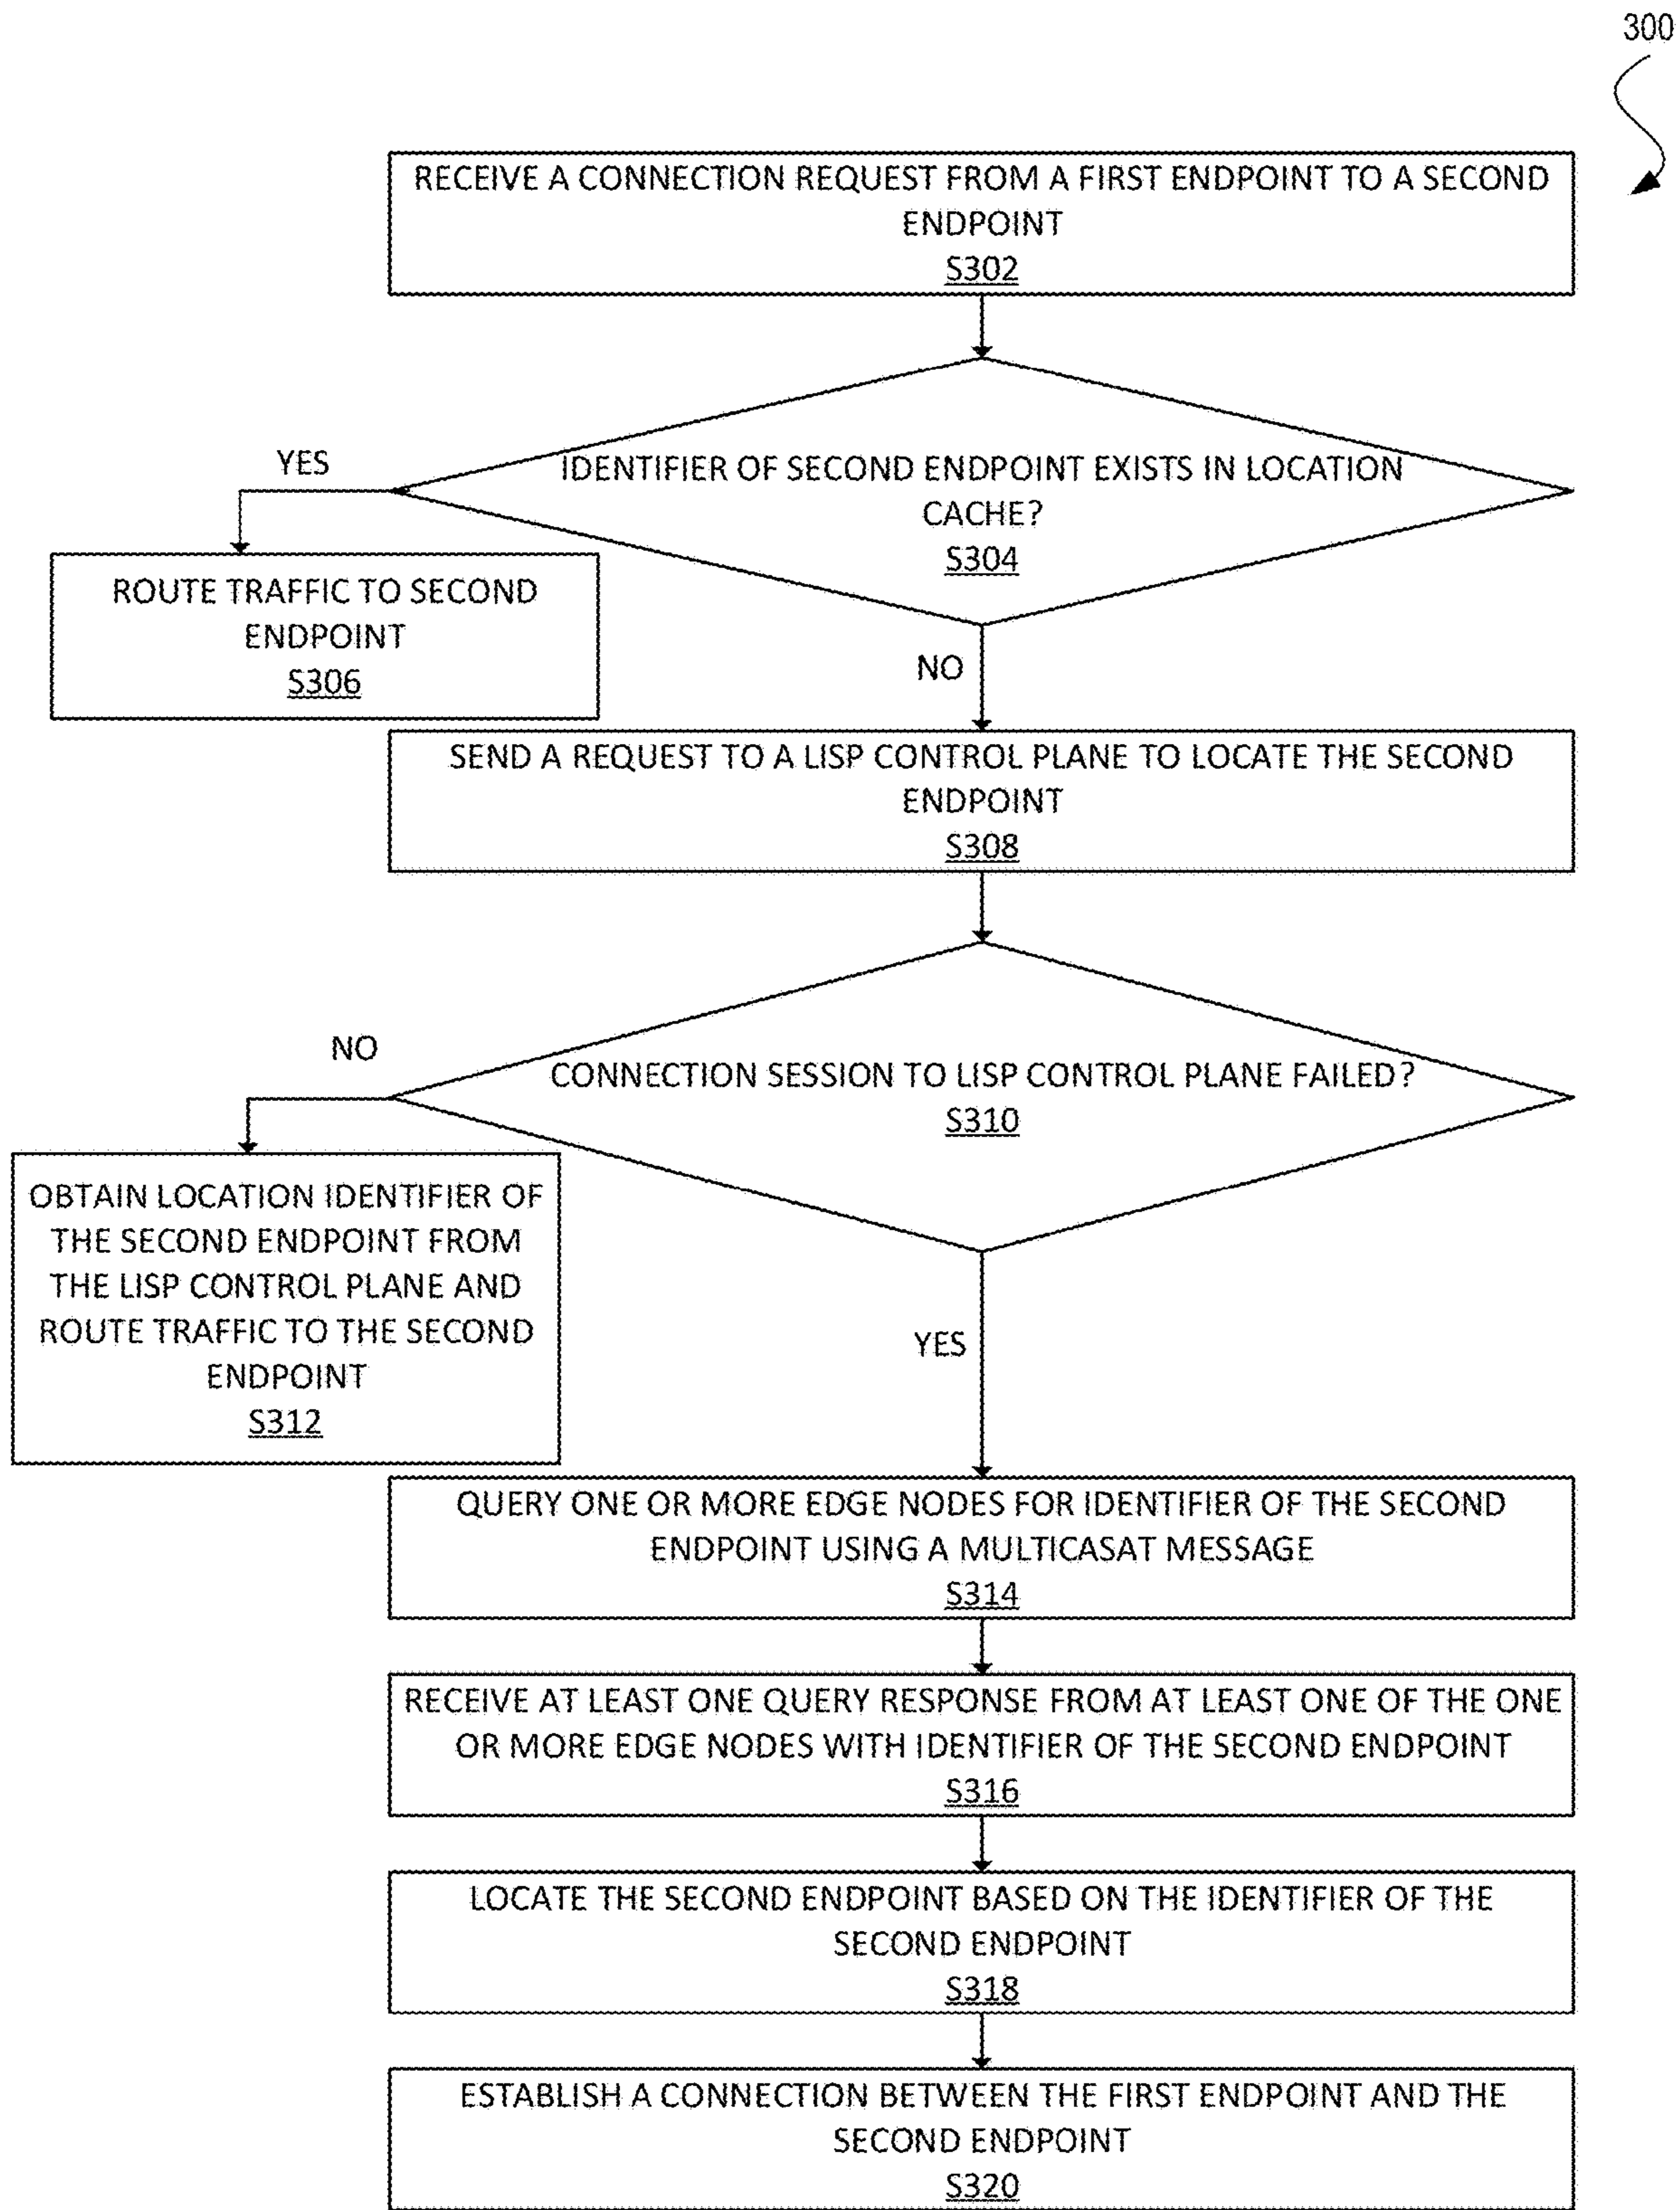 300
RECEIVE A CONNECTION REQUEST FROM A FIRST ENDPOINT TO A SECOND
ENDPOINT
S302
IDENTIFIER OF SECOND ENDPOINT EXISTS IN LOCATION
CACHE?
S304
YES
ROUTE TRAFFIC TO SECOND
ENDPOINT
S306
NO
SEND A REQUEST TO A LISP CONTROL PLANE TO LOCATE THE SECOND
ENDPOINT
S308
CONNECTION SESSION TO LISP CONTROL PLANE FAILED?
S310
NO
OBTAIN LOCATION IDENTIFIER OF
THE SECOND ENDPOINT FROM
THE LISP CONTROL PLANE AND
ROUTE TRAFFIC TO THE SECOND
ENDPOINT
S312
YES
QUERY ONE OR MORE EDGE NODES FOR IDENTIFIER OF THE SECOND
ENDPOINT USING A MULTICASAT MESSAGE
S314
RECEIVE AT LEAST ONE QUERY RESPONSE FROM AT LEAST ONE OF THE ONE
OR MORE EDGE NODES WITH IDENTIFIER OF THE SECOND ENDPOINT
S316
LOCATE THE SECOND ENDPOINT BASED ON THE IDENTIFIER OF THE
SECOND ENDPOINT
S318
ESTABLISH A CONNECTION BETWEEN THE FIRST ENDPOINT AND THE
SECOND ENDPOINT
S320